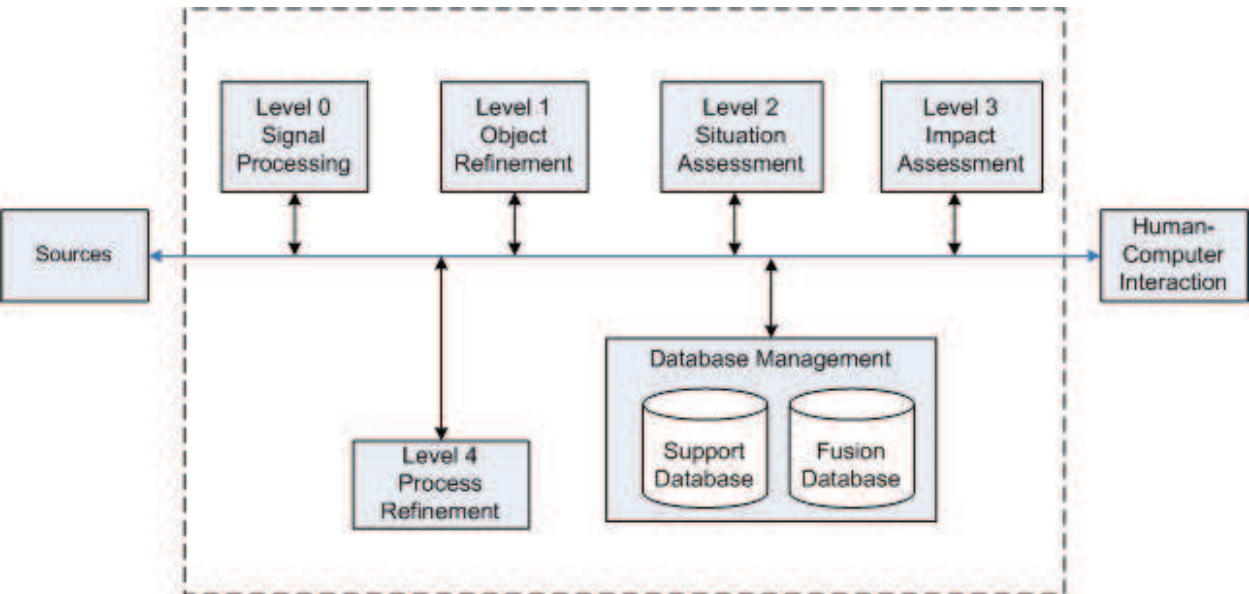 Level 0
Signal
Processing
Level 1
Object
Refinement
Level 2
Situation
Assessment
Level 3
Impact
Assessment
Sources
Human-
Computer
Interaction
Database Management
Support
Database
Fusion
Database
Level 4
Process
Refinement